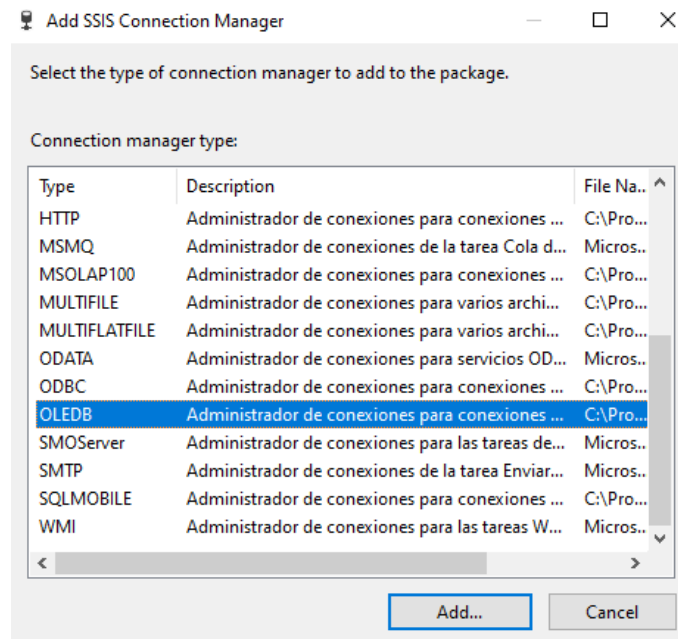 Add SSIS Connection Manager
Select the type of connection manager to add to the package.
Connection manager type:
Type Description File Na..
HTTP Administrador de conexiones para conexiones ... C:\Pro...
MSMQ Administrador de conexiones de la tarea Cola d... Micros..
MSOLAP100 Administrador de conexiones para conexiones ... C:\Pro...
MULTIFILE Administrador de conexiones para varios archi... C:\Pro...
MULTIFLATFILE Administrador de conexiones para varios archi... C:\Pro...
ODATA Administrador de conexiones para servicios OD... Micros..
ODBC Administrador de conexiones para conexiones ... C:\Pro...
OLEDB Administrador de conexiones para conexiones ... C:\Pro...
SMOServer Administrador de conexiones para las tareas de... Micros..
SMTP Administrador de conexiones de la tarea Enviar... Micros..
SQLMOBILE Administrador de conexiones para conexiones ... C:\Pro...
WMI Administrador de conexiones para las tareas W... Micros..
Add... Cancel